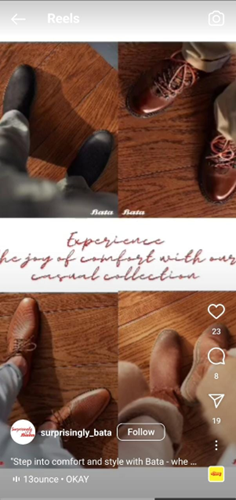 Reels
Bata
Bata
Experience
he joy of comfort with our
casual collection
23
8
19
surprisingly_bata
Follow
"Step into comfort and style with Bata - whe ...
13ounce • OKAY